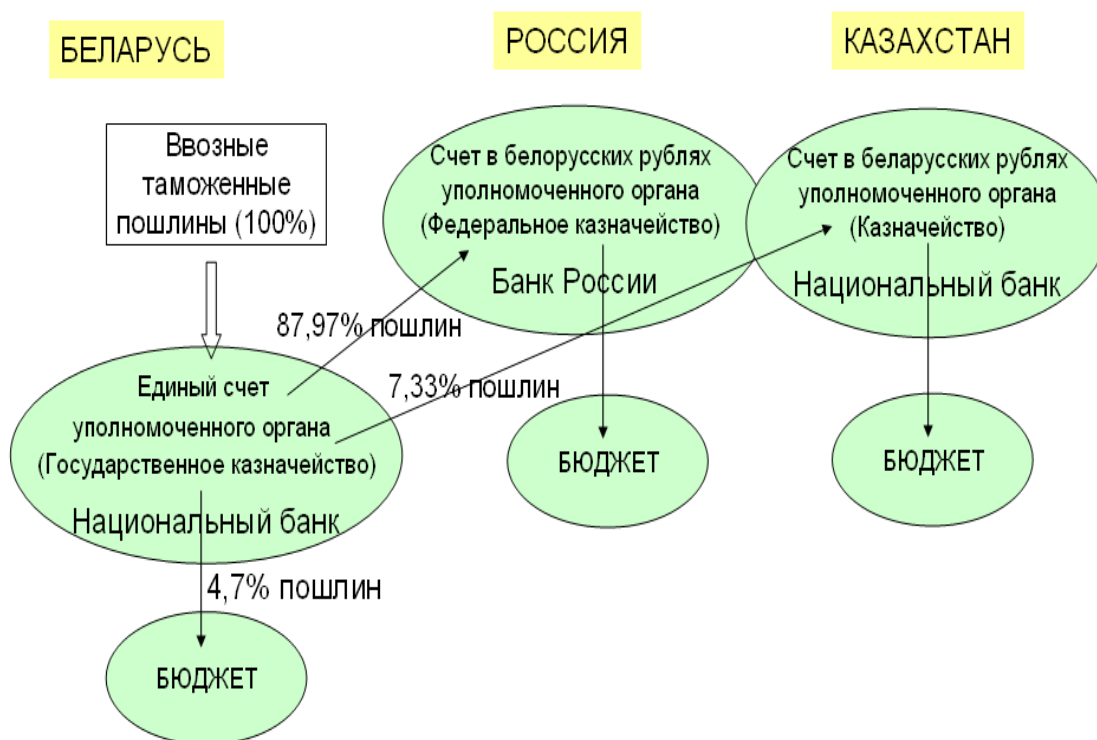 БЕЛАРУСЬ
РОССИЯ
КАЗАХСТАН
Ввозные
таможенные
пошлины (100%)
Счет в белорусских рублях
уполномоченного органа
(Федеральное казначейство)
Банк России
Счет в беларусских рублях
уполномоченного органа
(Казначейство)
Национальный банк
87,97% пошлин
7,33% пошлин
Единый счет
уполномоченного органа
(Государственное казначейство)
Национальный банк
БЮДЖЕТ
БЮДЖЕТ
4,7% пошлин
БЮДЖЕТ